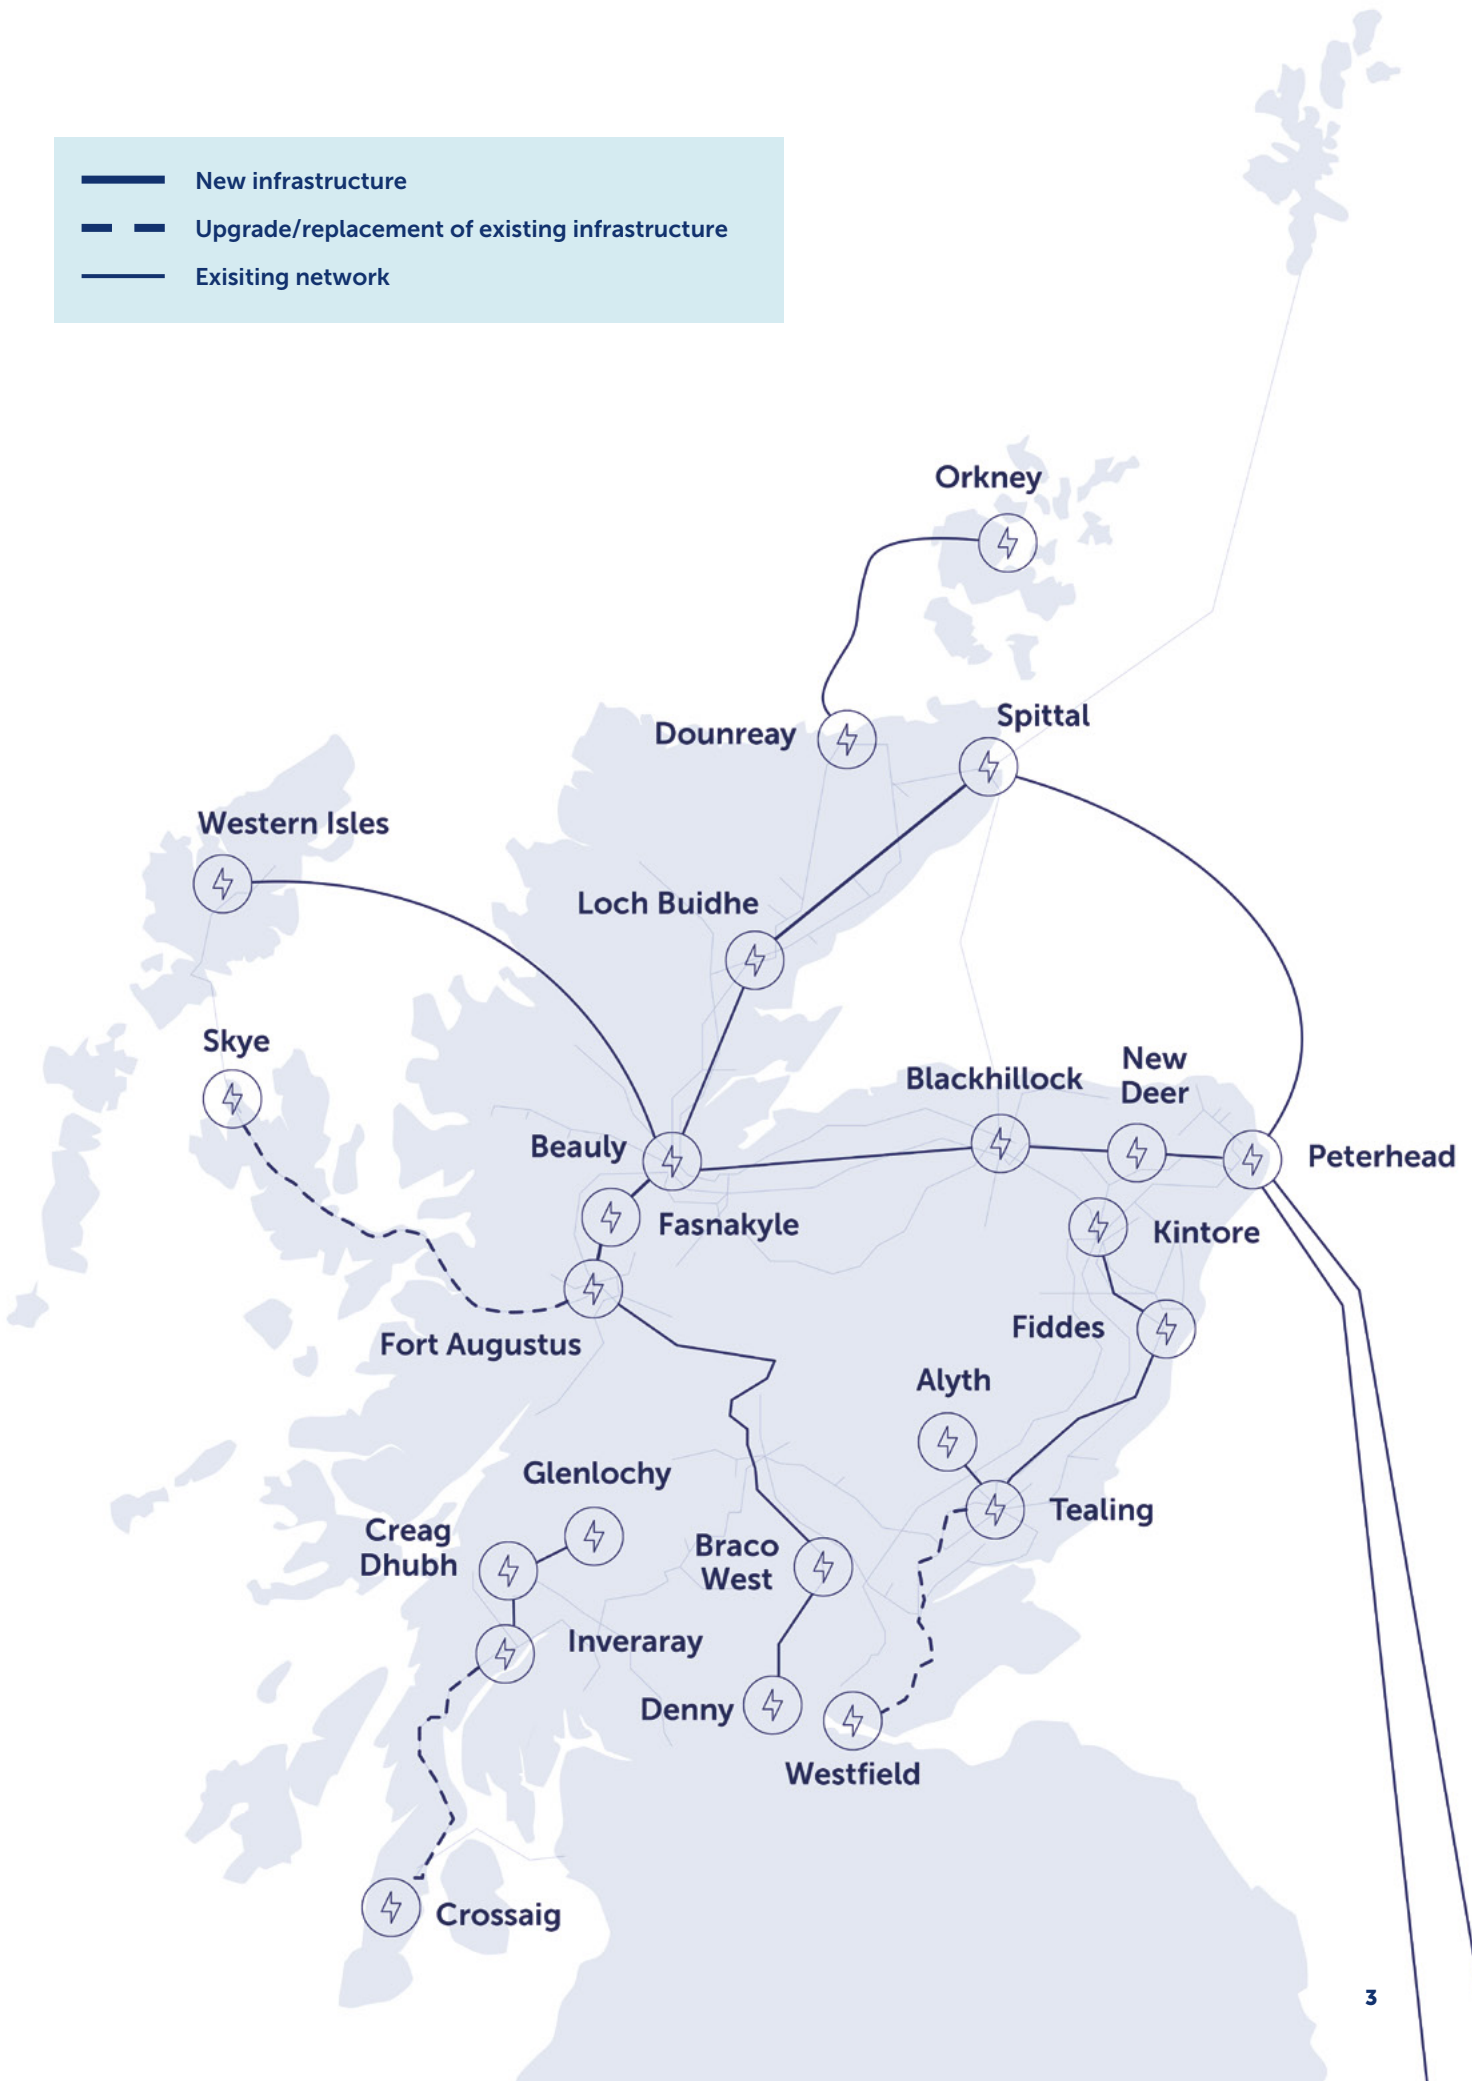 New infrastructure
Upgrade/replacement of existing infrastructure
Exisiting network
Orkney
Spittal
Dounreay
Western Isles
Loch Buidhe
Skye
Blackhillock
New
Deer
Beauly
Peterhead
Fasnakyle
Kintore
Fiddes
Fort Augustus
Alyth
Glenlochy
Tealing
Creag
Dhubh
Braco
West
Inveraray
Denny
Westfield
Crossaig
3